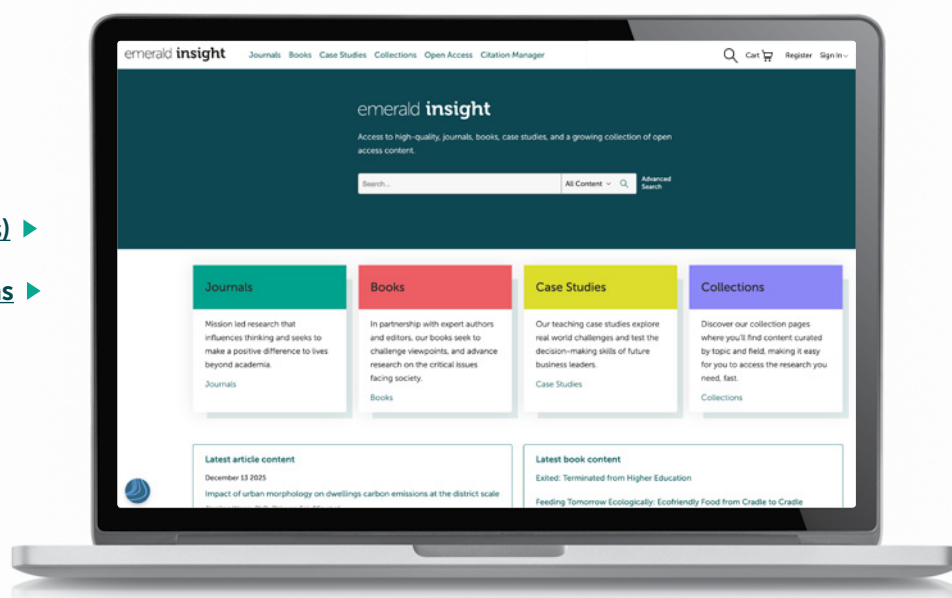 emerald insight
Journals Books Case Studies Collections Open Access Citation Manager
Cart Register Sign In
emerald insight
Access to high-quality, journals, books, case studies, and a growing collection of open
access content.
Search...
All Content
Advanced
Search
s)
ns
Journals
Mission led research that
influences thinking and seeks to
make a positive difference to lives
beyond academia.
Journals
Books
In partnership with expert authors
and editors, our books seek to
challenge viewpoints, and advance
research on the critical issues
facing society.
Books
Case Studies
Our teaching case studies explore
real world challenges and test the
decision-making skills of future
business leaders.
Case Studies
Collections
Discover our collection pages
where you'll find content curated
by topic and field, making it easy
for you to access the research you
need, fast.
Collections
Latest article content
December 13 2025
Impact of urban morphology on dwellings carbon emissions at the district scale
Latest book content
Exited: Terminated from Higher Education
Feeding Tomorrow Ecologically: Ecofriendly Food from Cradle to Cradle